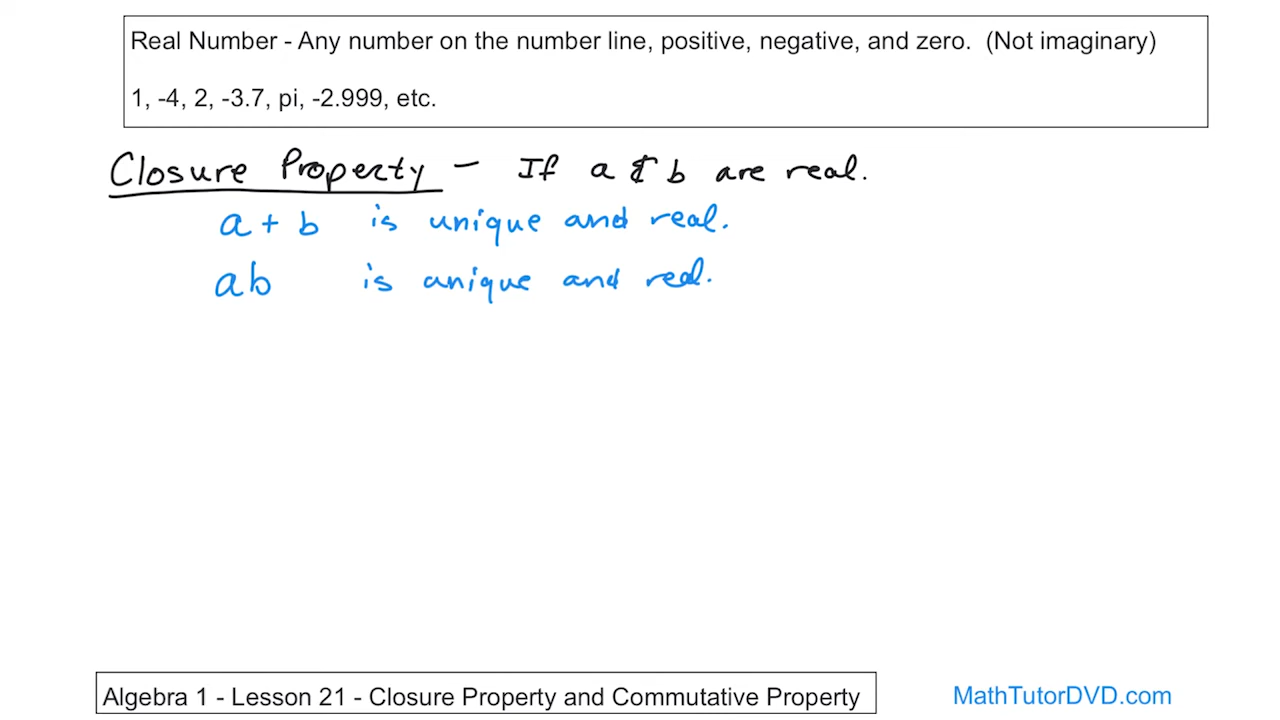 Real Number - Any number on the number line, positive, negative, and zero.  (Not imaginary)
1, -4, 2, -3.7, pi, -2.999, etc.
Closure Property - If a & b are real.
a + b is unique and real.
ab is unique and real.
Algebra 1 - Lesson 21 - Closure Property and Commutative Property
MathTutorDVD.com